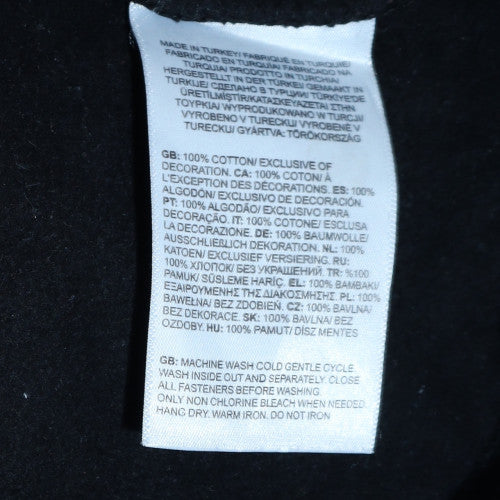 MADE IN TURKEY/ FABRIQUÉ EN TURQUIE/
FABRICADO EN TURQUÍA/ FABRICADO NA
TURQUIA/ PRODOTTO IN TURCHIA/
HERGESTELLT IN DER TÜRKEI/ GEMAAKT IN
TURKIJE/ СДЕЛАНО В ТУРЦИИ/ TÜRKİYE'DE
ÜRETİLMİŞTİR/ ΚΑΤΑΣΚΕΥΑΖΕΤΑΙ ΣΤΗΝ
ΤΟΥΡΚΙΑ/ WYPRODUKOWANO W TURCJI/
VYROBENO V TURECKU/ VYROBENÉ V
TURECKU/ GYÁRTVA: TÖRÖKORSZÁG
GB: 100% COTTON/ EXCLUSIVE OF
DECORATION. CA: 100% COTON/ À
L'EXCEPTION DES DÉCORATIONS. ES: 100%
ALGODÓN/ EXCLUSIVO DE DECORACIÓN.
PT: 100% ALGODÃO/ EXCLUSIVO PARA
DECORAÇÃO. IT: 100% COTONE/ ESCLUSA
LA DECORAZIONE. DE: 100% BAUMWOLLE/
AUSSCHLIEßLICH DEKORATION. NL: 100%
KATOEN/ EXCLUSIEF VERSIERING. RU:
100% ХЛОПОК/ БЕЗ УКРАШЕНИЙ. TR: %100
PAMUK/ SÜSLEME HARİÇ. EL: 100% ΒΑΜΒΑΚΙ/
ΕΞΑΙΡΟΥΜΕΝΗΣ ΤΗΣ ΔΙΑΚΟΣΜΗΣΗΣ. PL: 100%
BAWEŁNA/ BEZ ZDOBIEŃ. CZ: 100% BAVLNA/
BEZ DEKORACE. SK: 100% BAVLNA/ BEZ
OZDOBY. HU: 100% PAMUT/ DÍSZ MENTES
GB: MACHINE WASH COLD GENTLE CYCLE.
WASH INSIDE OUT AND SEPARATELY. CLOSE
ALL FASTENERS BEFORE WASHING.
ONLY NON CHLORINE BLEACH WHEN NEEDED.
HANG DRY. WARM IRON. DO NOT IRON